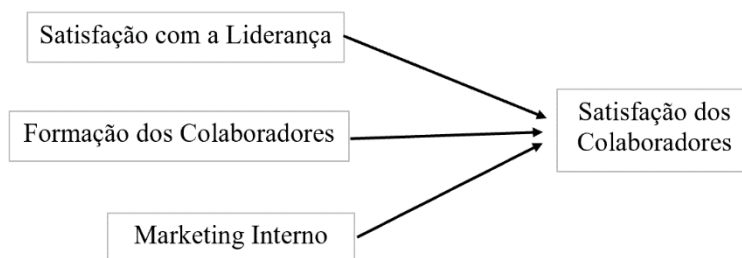 Satisfação com a Liderança
Formação dos Colaboradores
Marketing Interno
Satisfação dos
Colaboradores